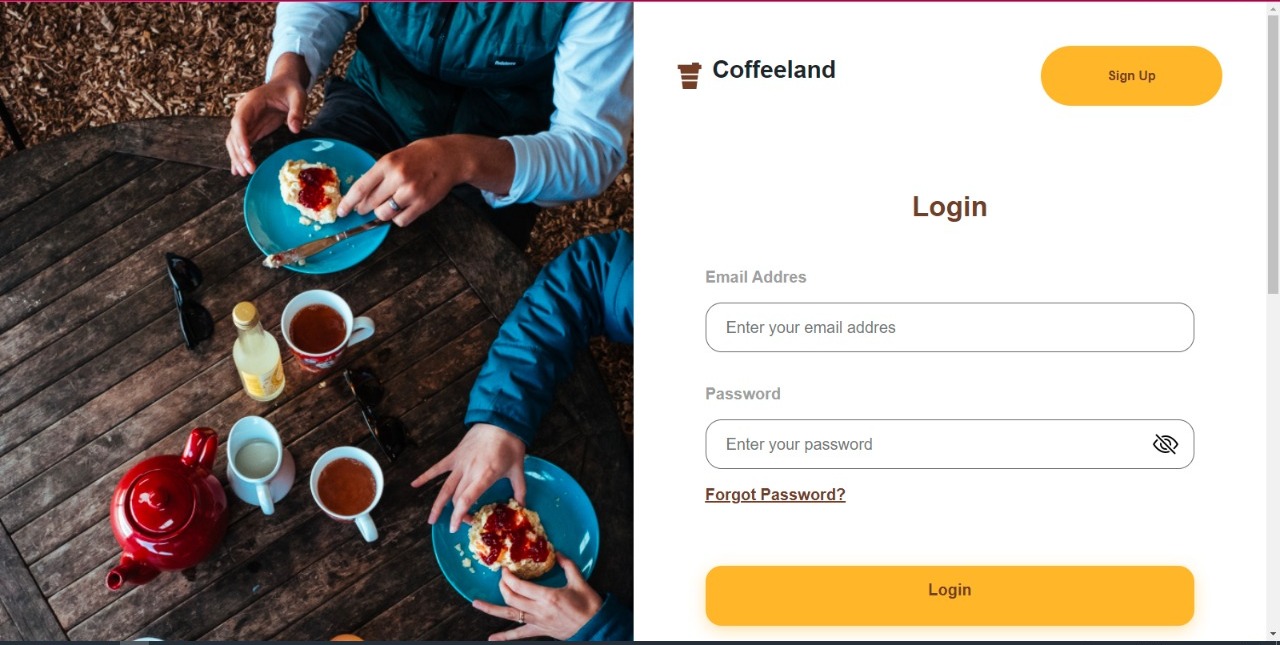 Coffeeland
Sign Up
Login
Email Addres
Enter your email addres
Password
Enter your password
Forgot Password?
Login